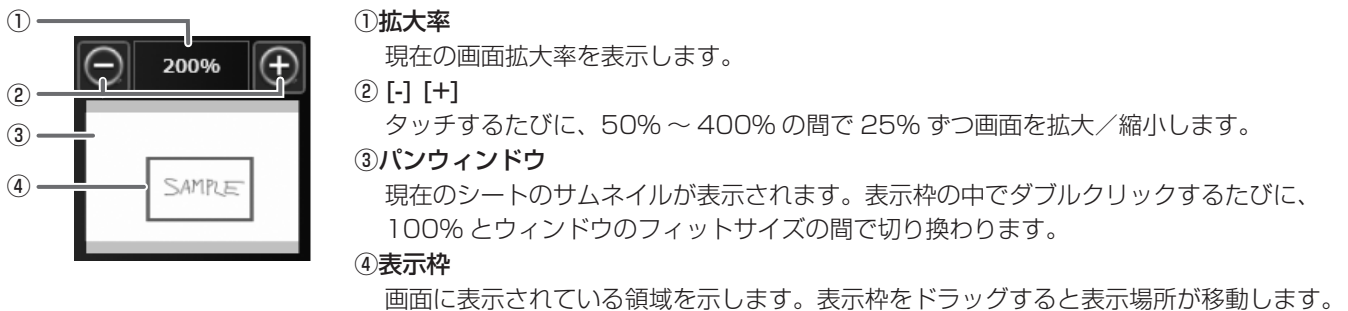 ①
200%
②
③
④
SAMPLE
①拡大率
現在の画面拡大率を表示します。
② [-] [+]
タッチするたびに、50% ～ 400% の間で 25% ずつ画面を拡大／縮小します。
③パンウィンドウ
現在のシートのサムネイルが表示されます。表示枠の中でダブルクリックするたびに、
100% とウィンドウのフィットサイズの間で切り換わります。
④表示枠
画面に表示されている領域を示します。表示枠をドラッグすると表示場所が移動します。